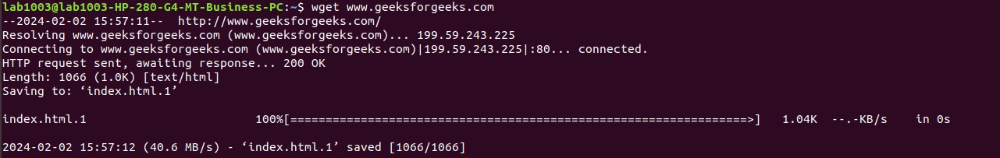 lab1003@lab1003-HP-280-G4-MT-Business-PC:~$ wget www.geeksforgeeks.com
--2024-02-02 15:57:11--  http://www.geeksforgeeks.com/
Resolving www.geeksforgeeks.com (www.geeksforgeeks.com)... 199.59.243.225
Connecting to www.geeksforgeeks.com (www.geeksforgeeks.com)|199.59.243.225|:80... connected.
HTTP request sent, awaiting response... 200 OK
Length: 1066 (1.0K) [text/html]
Saving to: ‘index.html.1’
index.html.1                        100%[=================================================================>]   1.04K  --.-KB/s    in 0s
2024-02-02 15:57:12 (40.6 MB/s) - ‘index.html.1’ saved [1066/1066]